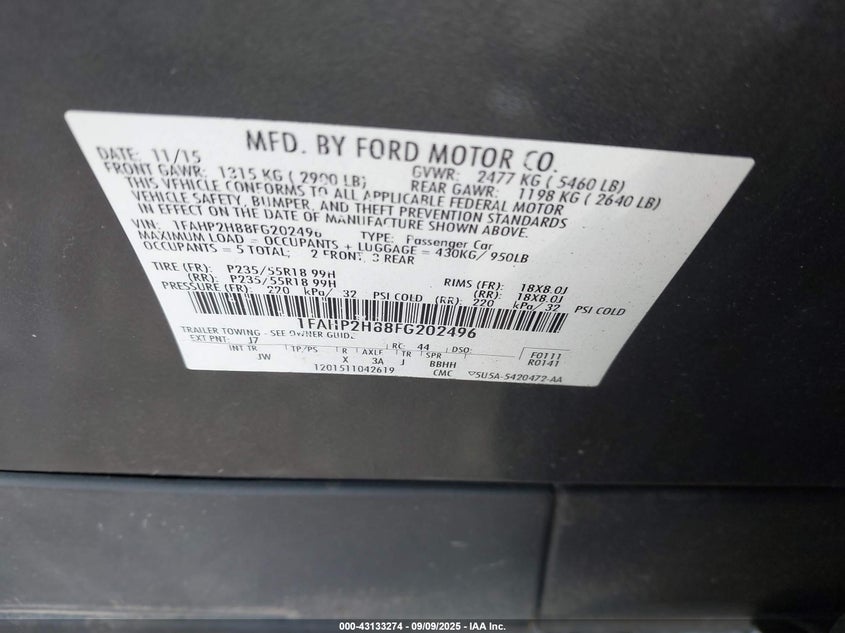 MFD. BY FORD MOTOR CO.
DATE: 11/15 GVWR: 2477 KG ( 5460 LB)
FRONT GAWR: 1315 KG ( 2900 LB) REAR GAWR: 1198 KG ( 2640 LB)
THIS VEHICLE CONFORMS TO ALL APPLICABLE FEDERAL MOTOR
VEHICLE SAFETY, BUMPER, AND THEFT PREVENTION STANDARDS
IN EFFECT ON THE DATE OF MANUFACTURE SHOWN ABOVE.
VIN: 1FAHP2H88FG202496 TYPE: Passenger Car
MAXIMUM LOAD = OCCUPANTS + LUGGAGE = 430KG/ 950LB
OCCUPANTS = 5 TOTAL; 2 FRONT, 3 REAR
TIRE (FR): P235/55R18 99H RIMS (FR): 18X8.0J
(RR): P235/55R18 99H (RR): 18X8.0J
PRESSURE (FR): 220 kPa/ 32 PSI COLD (RR): 220 kPa/ 32 PSI COLD
1FAHP2H88FG202496
TRAILER TOWING - SEE OWNER GUIDE
EXT PNT: J7 RC: 44 DSO: F0111
INT TR TP/PS R AXLE TR SPR R0141
JW X 3A J BBHH
1201511042619 CMC 5U5A-5420472-AA
000-43133274 - 09/09/2025 - IAA Inc.